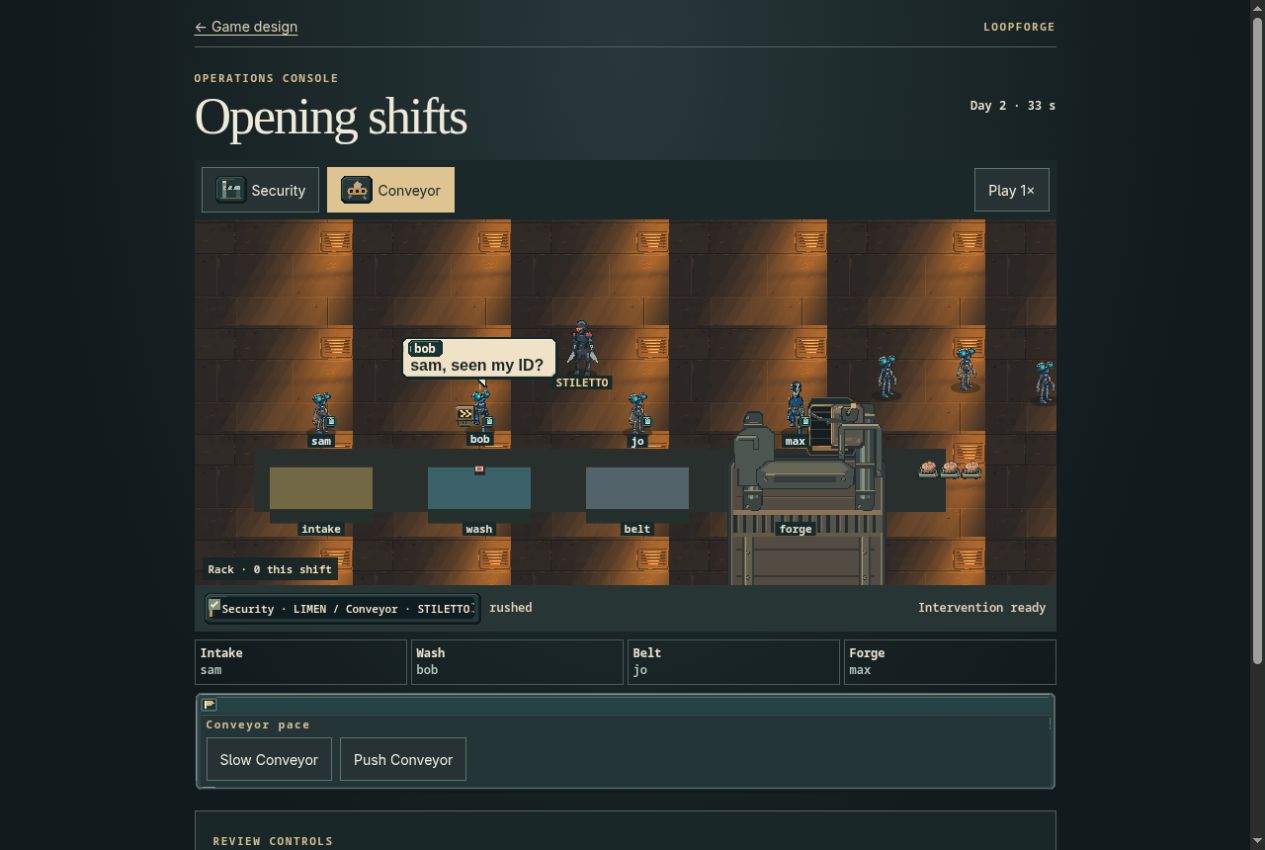 ← Game design
LOOPFORGE
OPERATIONS CONSOLE
Opening shifts
Day 2 · 33 s
Security
Conveyor
Play 1×
bob
sam, seen my ID?
STILETTO
sam
bob
jo
max
intake
wash
belt
forge
Rack · 0 this shift
Security · LIMEN / Conveyor · STILETTO
rushed
Intervention ready
Intake
sam
Wash
bob
Belt
jo
Forge
max
Conveyor pace
Slow Conveyor
Push Conveyor
REVIEW CONTROLS